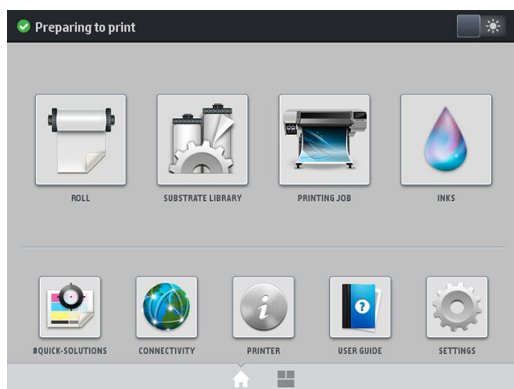 Preparing to print
ROLL
SUBSTRATE LIBRARY
PRINTING JOB
INKS
#QUICK-SOLUTIONS
CONNECTIVITY
PRINTER
USER GUIDE
SETTINGS